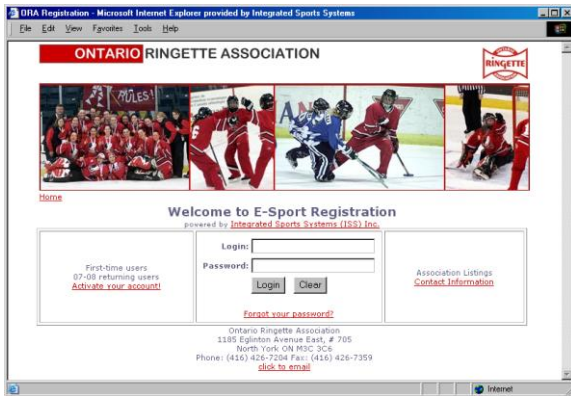 ORA Registration - Microsoft Internet Explorer provided by Integrated Sports Systems
File Edit View Favorites Tools Help
ONTARIO RINGETTE ASSOCIATION
RINGETTE
RULES!
Home
Welcome to E-Sport Registration
powered by Integrated Sports Systems (ISS) Inc.
Login:
Password:
Login Clear
Forgot your password?
First-time users
07-08 returning users
Activate your account!
Association Listings
Contact Information
Ontario Ringette Association
1185 Eglinton Avenue East, # 705
North York ON M3C 3C6
Phone: (416) 426-7204 Fax: (416) 426-7359
click to email
Internet